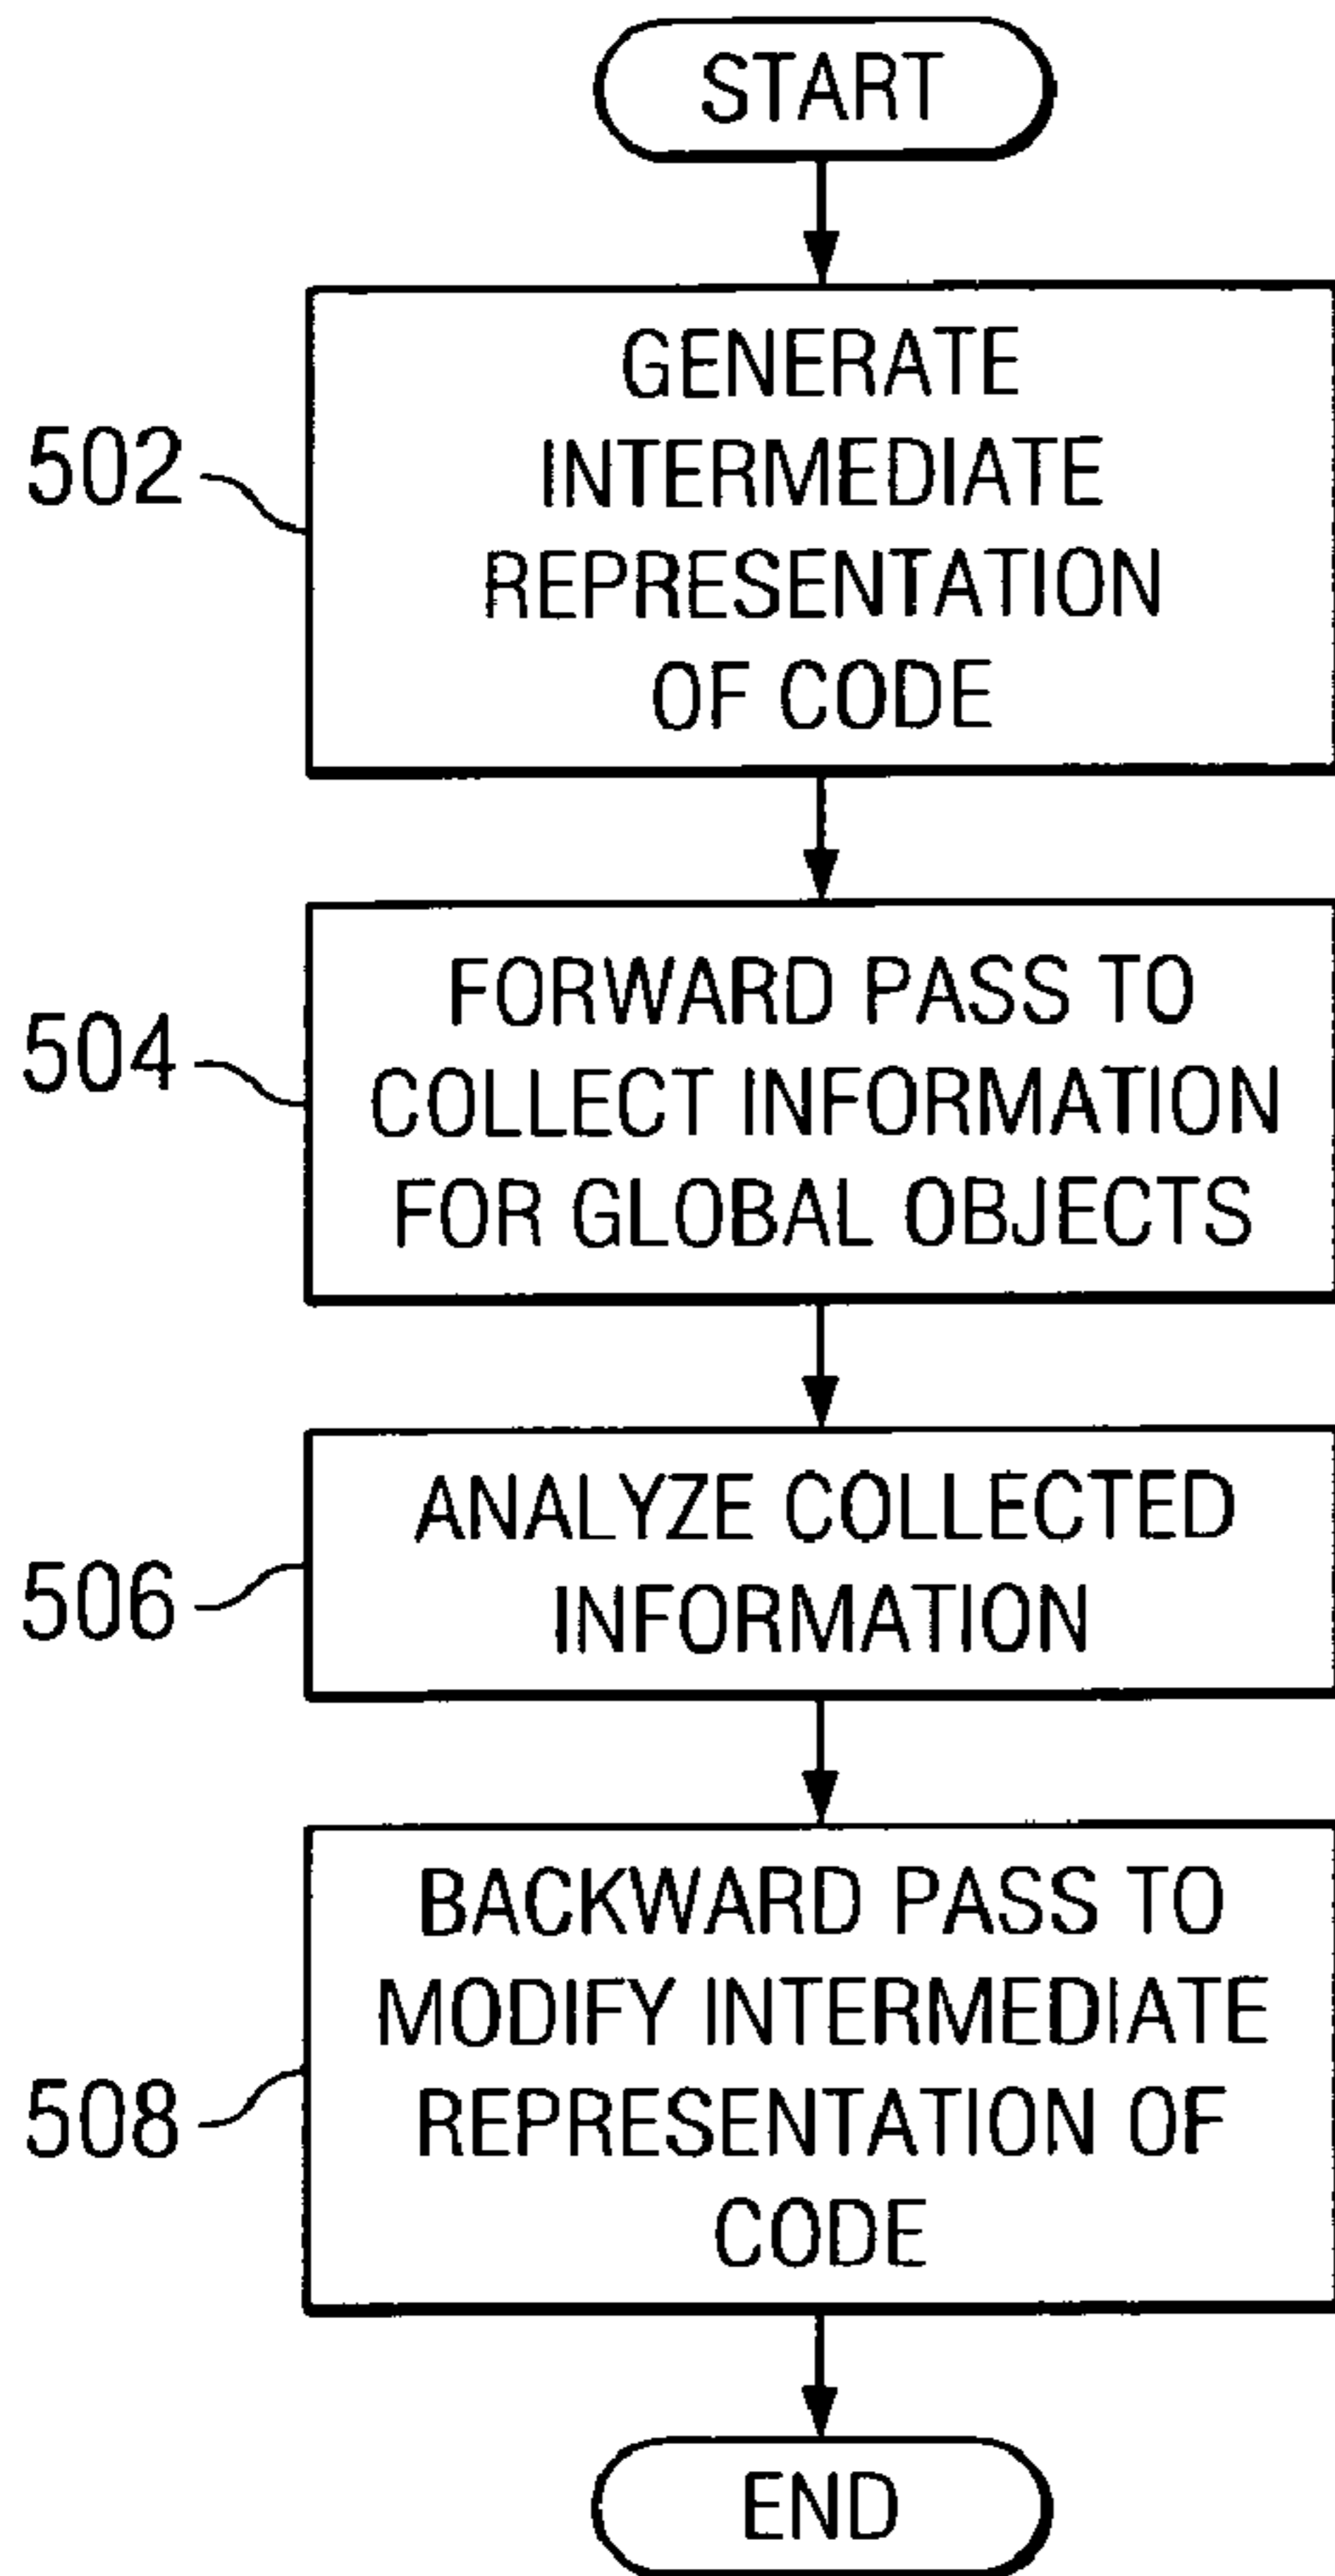 START
502
GENERATE
INTERMEDIATE
REPRESENTATION
OF CODE
504
FORWARD PASS TO
COLLECT INFORMATION
FOR GLOBAL OBJECTS
506
ANALYZE COLLECTED
INFORMATION
508
BACKWARD PASS TO
MODIFY INTERMEDIATE
REPRESENTATION OF
CODE
END